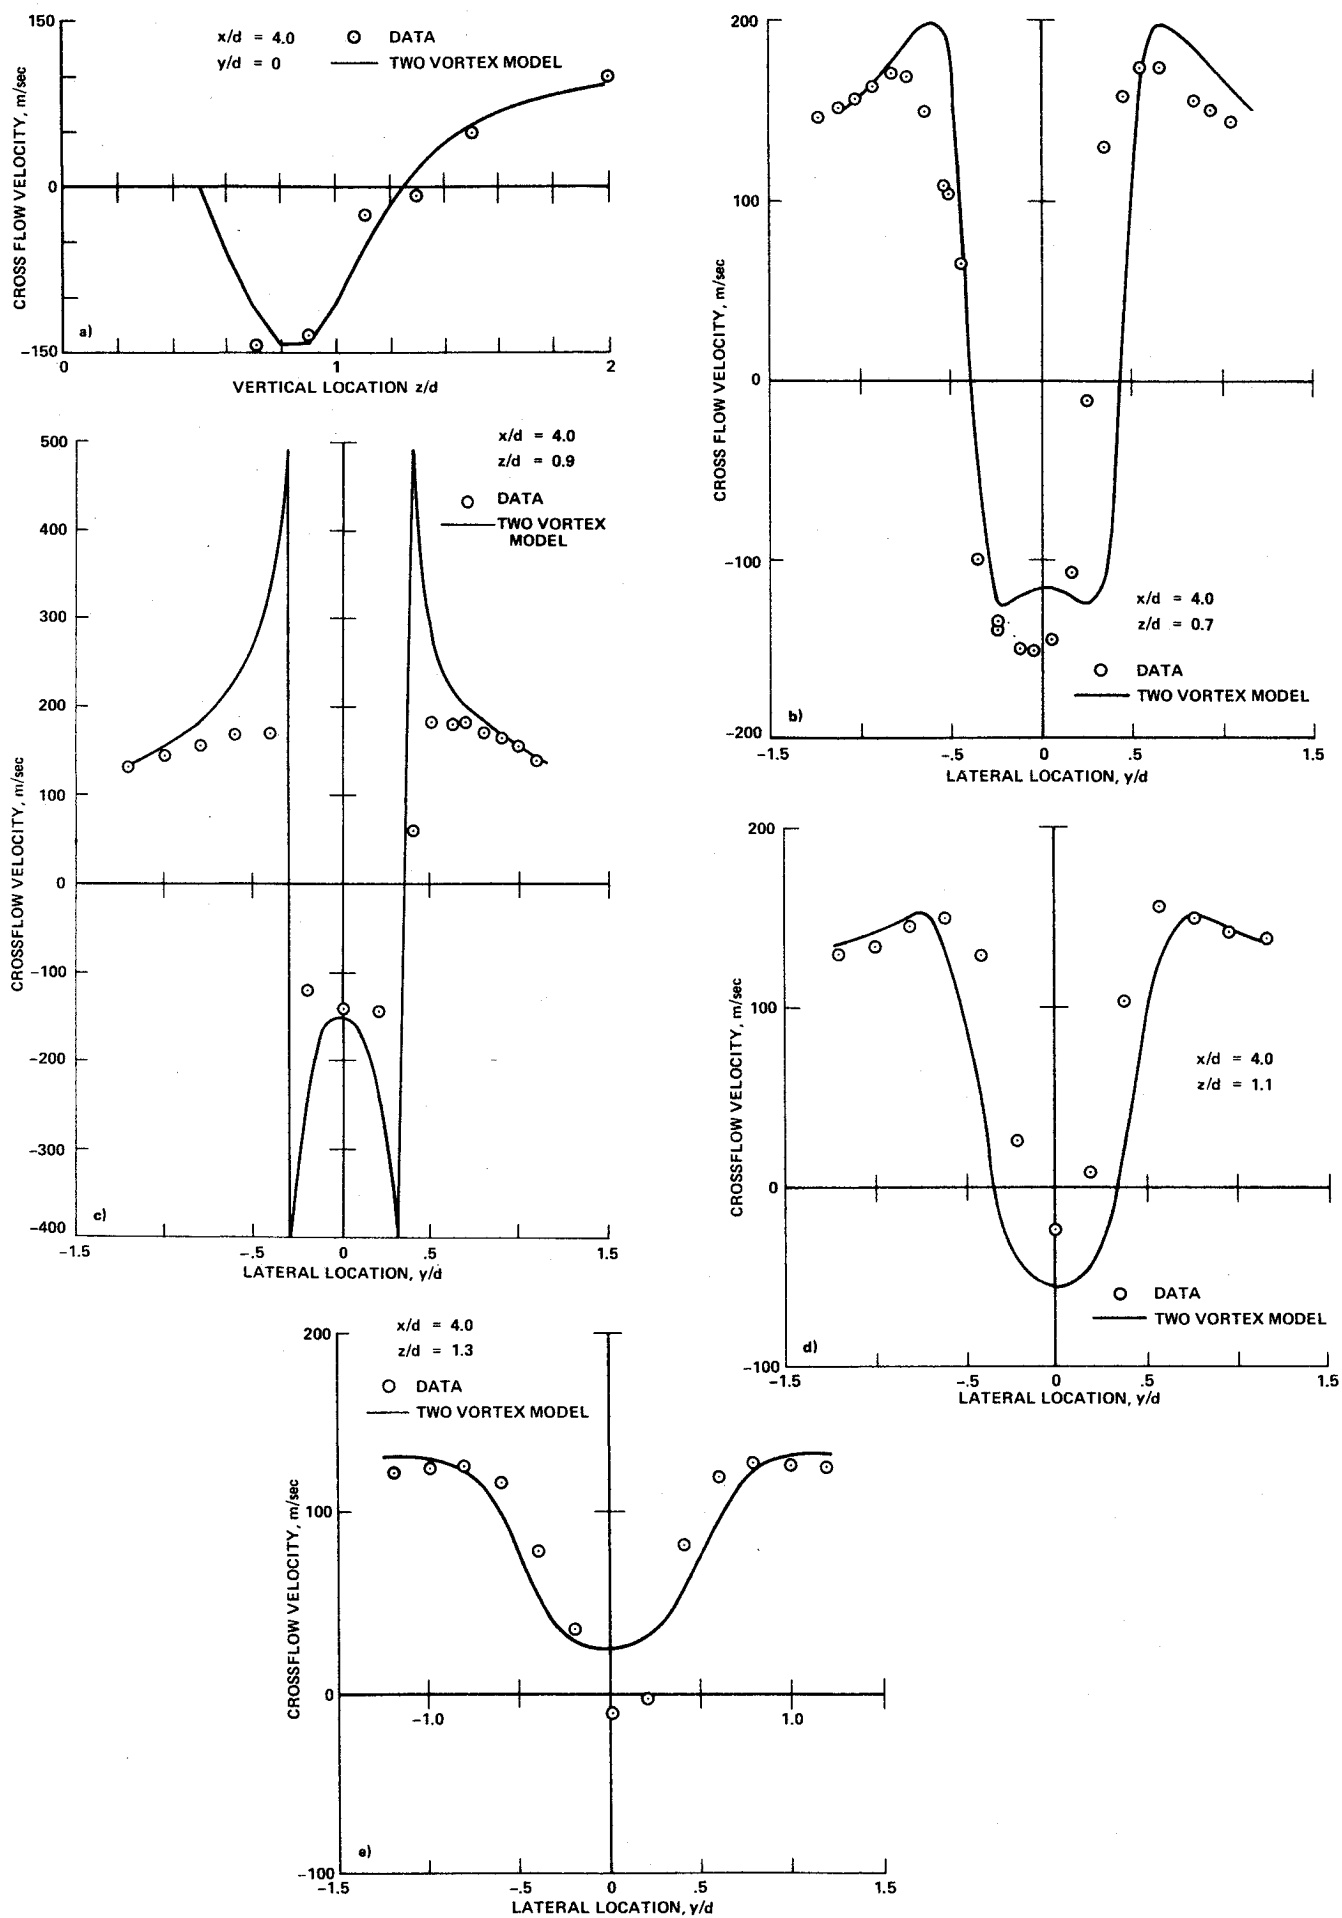 150
0
-150
CROSS FLOW VELOCITY, m/sec
x/d = 4.0
y/d = 0
DATA
TWO VORTEX MODEL
a)
0
1
2
VERTICAL LOCATION z/d
200
100
0
-100
-200
CROSS FLOW VELOCITY, m/sec
x/d = 4.0
z/d = 0.7
DATA
TWO VORTEX MODEL
b)
-1.5
-.5
0
.5
1.5
LATERAL LOCATION, y/d
500
400
300
200
100
0
-100
-200
-300
-400
CROSSFLOW VELOCITY, m/sec
x/d = 4.0
z/d = 0.9
DATA
TWO VORTEX
MODEL
c)
-1.5
-.5
0
.5
1.5
LATERAL LOCATION, y/d
200
100
0
-100
CROSSFLOW VELOCITY, m/sec
x/d = 4.0
z/d = 1.1
DATA
TWO VORTEX MODEL
d)
-1.5
-.5
0
.5
1.5
LATERAL LOCATION, y/d
200
100
0
-100
CROSSFLOW VELOCITY, m/sec
x/d = 4.0
z/d = 1.3
DATA
TWO VORTEX MODEL
-1.0
1.0
e)
-1.5
-.5
0
.5
1.5
LATERAL LOCATION, y/d